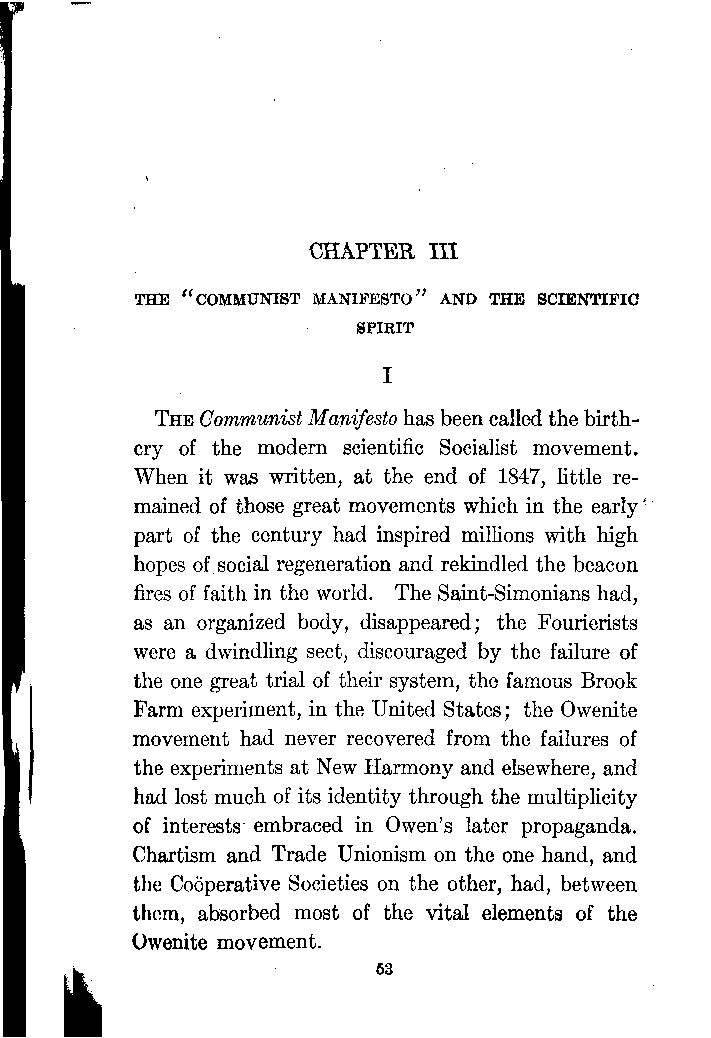 CHAPTER III
THE "COMMUNIST MANIFESTO" AND THE SCIENTIFIC
SPIRIT
I
THE Communist Manifesto has been called the birth-
cry of the modern scientific Socialist movement.
When it was written, at the end of 1847, little re-
mained of those great movements which in the early
part of the century had inspired millions with high
hopes of social regeneration and rekindled the beacon
fires of faith in the world. The Saint-Simonians had,
as an organized body, disappeared; the Fourierists
were a dwindling sect, discouraged by the failure of
the one great trial of their system, the famous Brook
Farm experiment, in the United States; the Owenite
movement had never recovered from the failures of
the experiments at New Harmony and elsewhere, and
had lost much of its identity through the multiplicity
of interests embraced in Owen's later propaganda.
Chartism and Trade Unionism on the one hand, and
the Coöperative Societies on the other, had, between
them, absorbed most of the vital elements of the
Owenite movement.
53